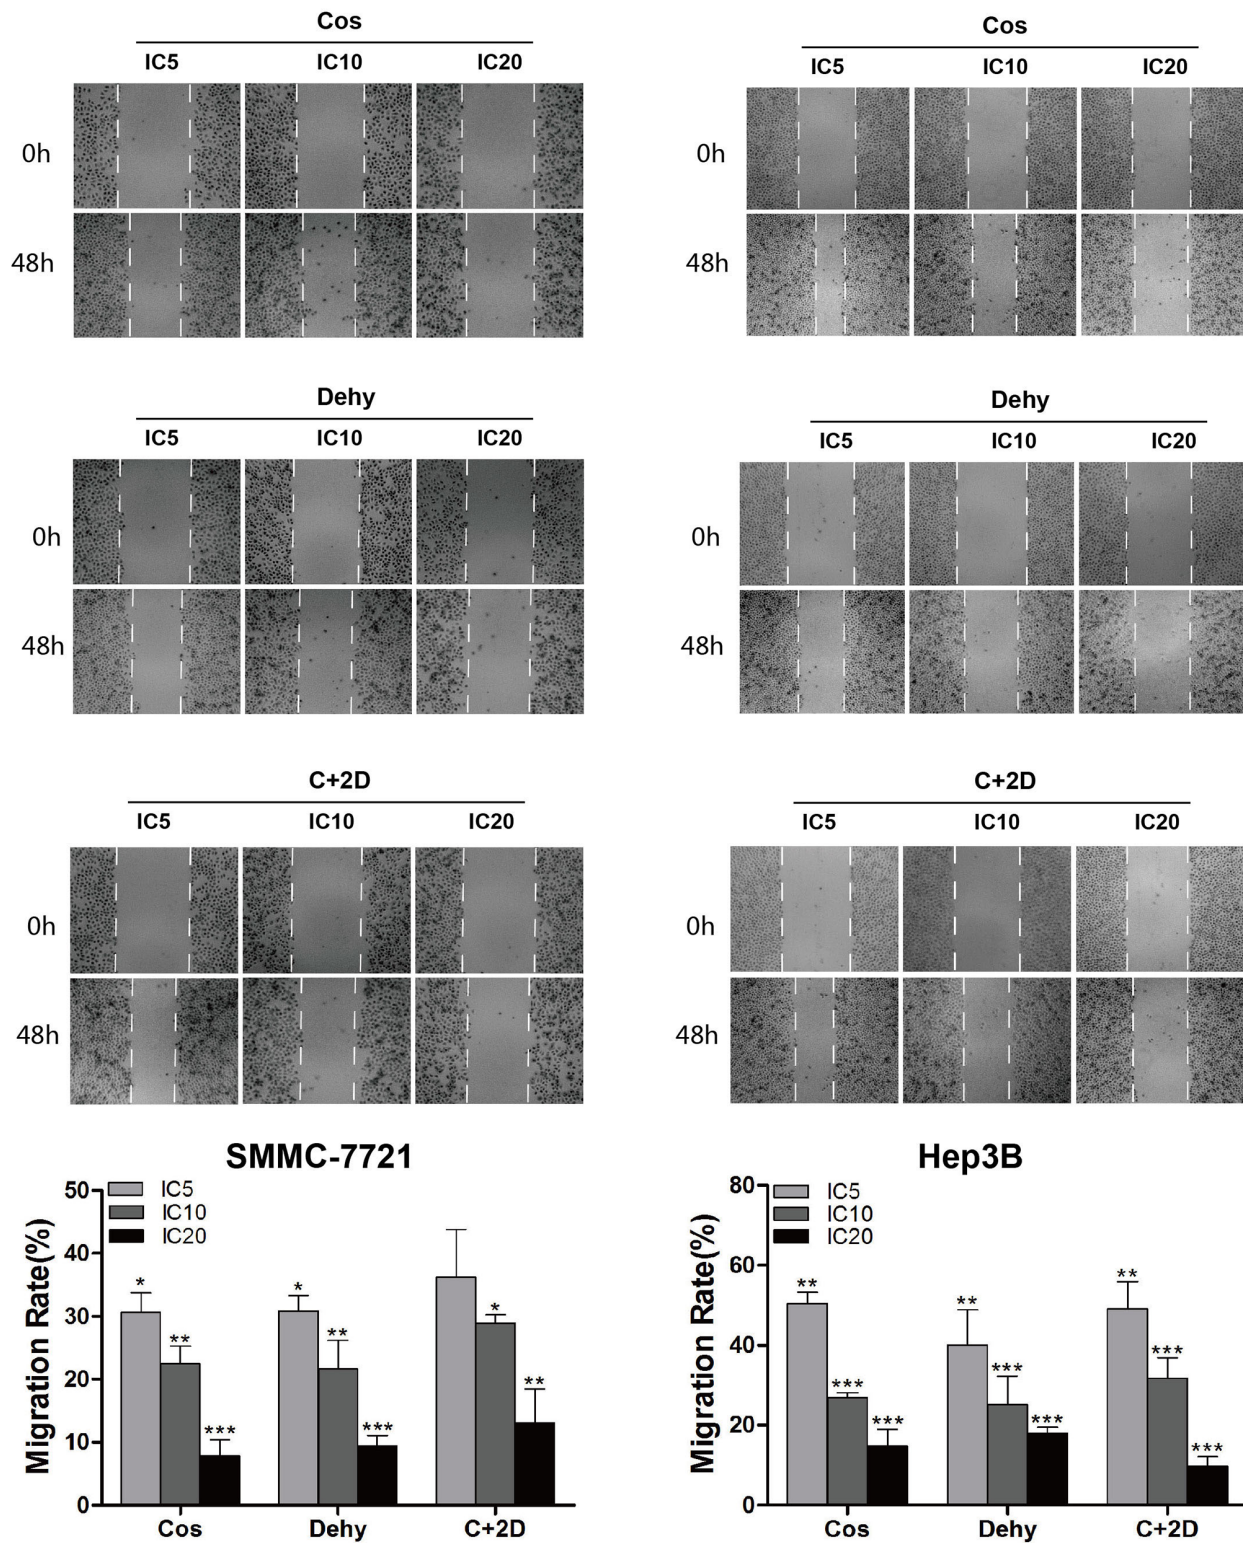 Cos
IC5 IC10 IC20
0h
48h
Cos
IC5 IC10 IC20
0h
48h
Dehy
IC5 IC10 IC20
0h
48h
Dehy
IC5 IC10 IC20
0h
48h
C+2D
IC5 IC10 IC20
0h
48h
C+2D
IC5 IC10 IC20
0h
48h
SMMC-7721
Migration Rate(%)
50
40
30
20
10
0
IC5
IC10
IC20
* ** ***
* ** ***
* **
Cos Dehy C+2D
Hep3B
Migration Rate(%)
80
60
40
20
0
IC5
IC10
IC20
** *** ***
** *** ***
** *** ***
Cos Dehy C+2D